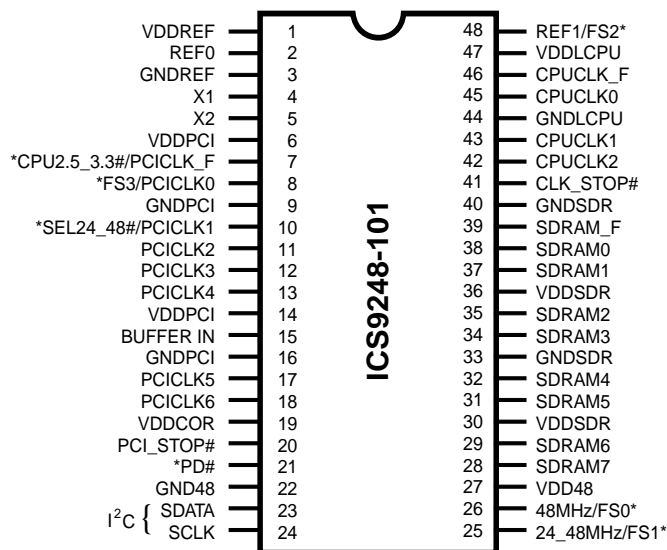 VDDREF 1 48 REF1/FS2*
REF0 2 47 VDDLCPU
GNDREF 3 46 CPUCLK_F
X1 4 45 CPUCLK0
X2 5 44 GNDLCPU
VDDPCI 6 43 CPUCLK1
*CPU2.5_3.3#/PCICLK_F 7 42 CPUCLK2
*FS3/PCICLK0 8 41 CLK_STOP#
GNDPCI 9 40 GNDSDR
*SEL24_48#/PCICLK1 10 39 SDRAM_F
PCICLK2 11 38 SDRAM0
PCICLK3 12 37 SDRAM1
PCICLK4 13 36 VDDSDR
VDDPCI 14 35 SDRAM2
BUFFER IN 15 34 SDRAM3
GNDPCI 16 33 GNDSDR
PCICLK5 17 32 SDRAM4
PCICLK6 18 31 SDRAM5
VDDCOR 19 30 VDDSDR
PCI_STOP# 20 29 SDRAM6
*PD# 21 28 SDRAM7
GND48 22 27 VDD48
I²C { SDATA 23 26 48MHz/FS0*
SCLK 24 25 24_48MHz/FS1*
ICS9248-101